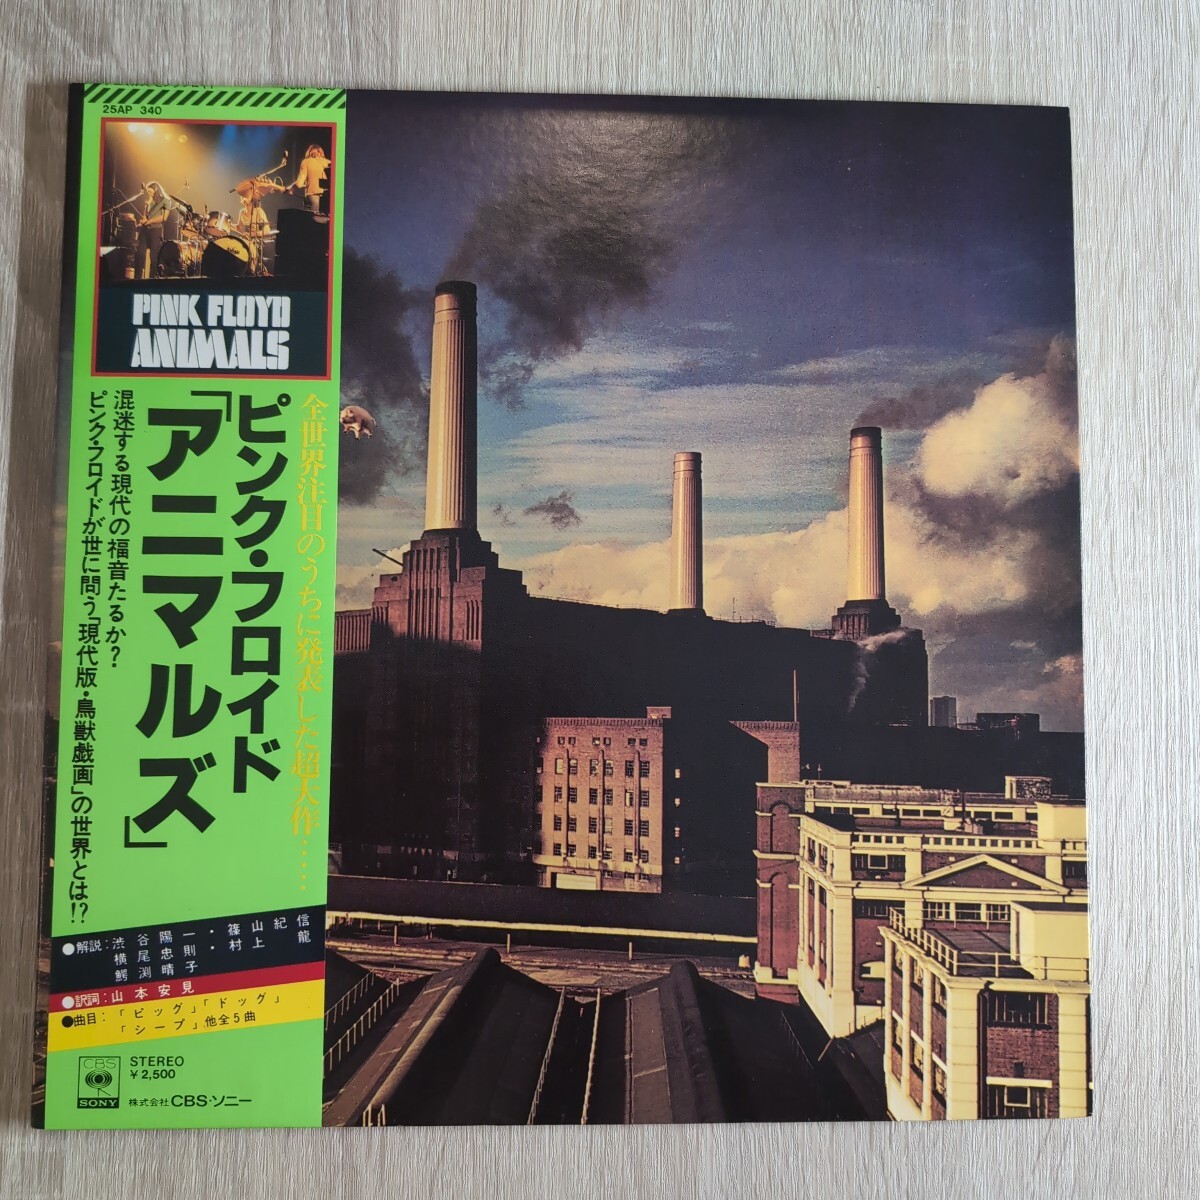 25AP 340
PINK FLOYD
ANIMALS
全世界注目のうちに発表した超大作……
ピンク・フロイド
「アニマルズ」
混迷する現代の福音たるか?
ピンク・フロイドが世に問う「現代版・鳥獣戯画」の世界とは!?
●解説:渋谷陽一・篠山紀信
横尾忠則・村上 龍
鰐渕晴子
●訳詞:山本安見
●曲目:「ピッグ」「ドッグ」
「シープ」他全5曲
CBS
SONY
STEREO
¥2,500
株式会社CBS・ソニー